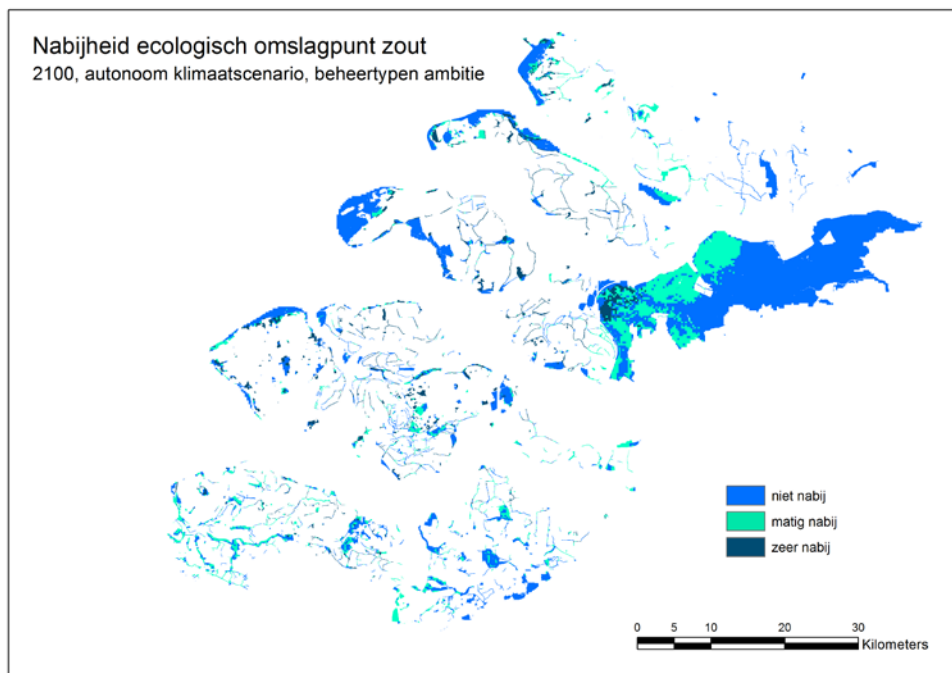 Nabijheid ecologisch omslagpunt zout
2100, autonoom klimaatscenario, beheertypen ambitie
niet nabij
matig nabij
zeer nabij
0 5 10 20 30
Kilometers